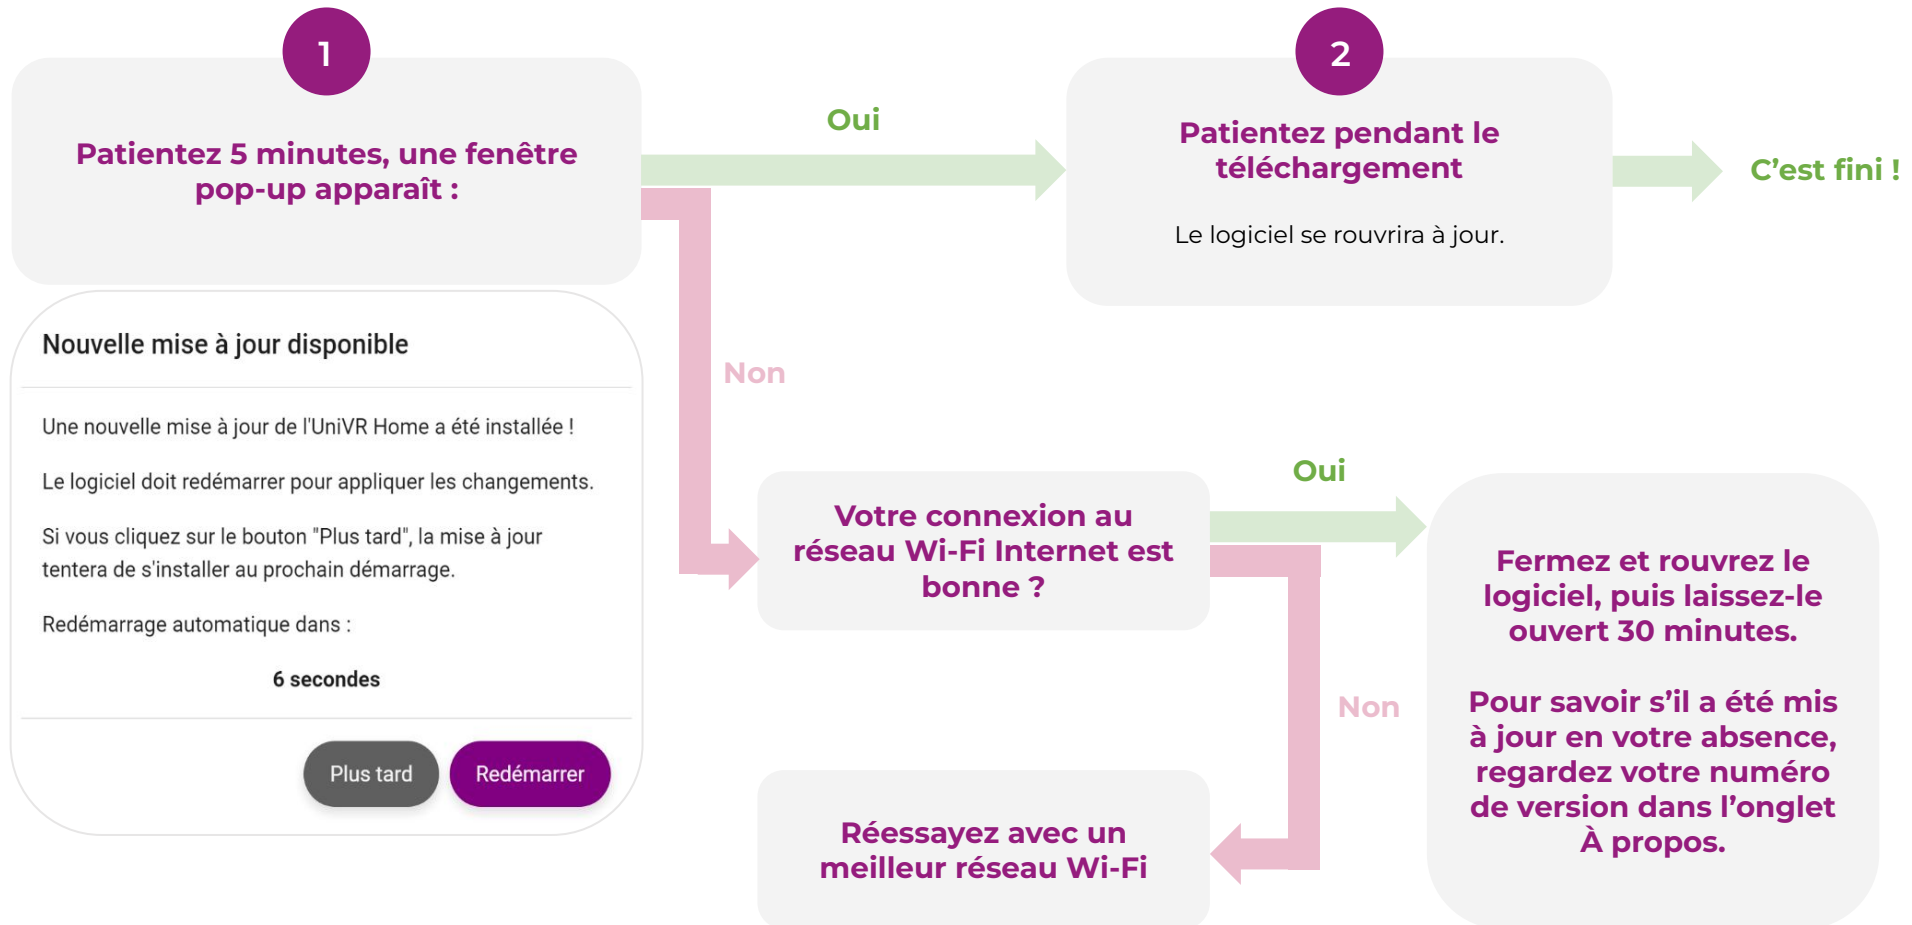 1
Patientez 5 minutes, une fenêtre
pop-up apparaît :
Nouvelle mise à jour disponible
Une nouvelle mise à jour de l'UniVR Home a été installée !
Le logiciel doit redémarrer pour appliquer les changements.
Si vous cliquez sur le bouton "Plus tard", la mise à jour
tentera de s'installer au prochain démarrage.
Redémarrage automatique dans :
6 secondes
Plus tard
Redémarrer
Oui
2
Patientez pendant le
téléchargement
Le logiciel se rouvrira à jour.
C’est fini !
Non
Votre connexion au
réseau Wi-Fi Internet est
bonne ?
Oui
Fermez et rouvrez le
logiciel, puis laissez-le
ouvert 30 minutes.
Pour savoir s’il a été mis
à jour en votre absence,
regardez votre numéro
de version dans l’onglet
À propos.
Non
Réessayez avec un
meilleur réseau Wi-Fi